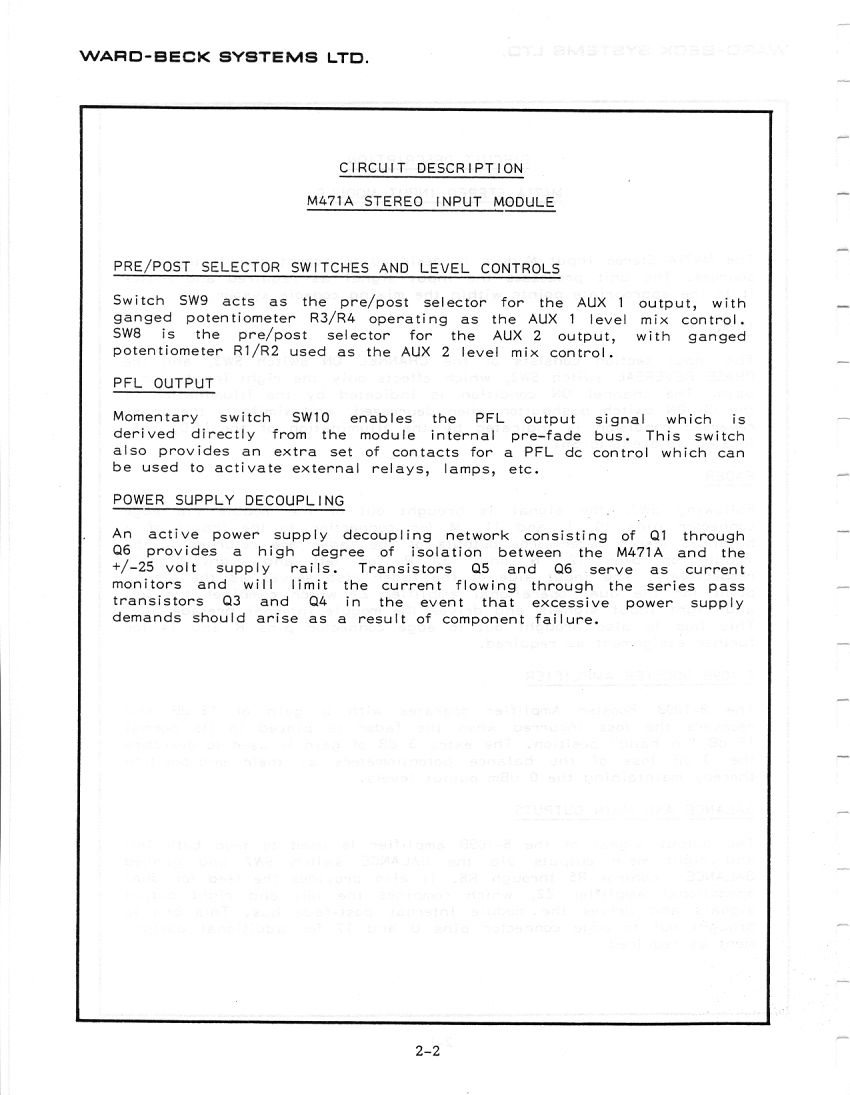 WARD-BECK SYSTEMS LTD.
CIRCUIT DESCRIPTION
M471A STEREO INPUT MODULE
PRE/POST SELECTOR SWITCHES AND LEVEL CONTROLS
Switch SW9 acts as the pre/post selector for the AUX 1 output, with
ganged potentiometer R3/R4 operating as the AUX 1 level mix control.
SW8 is the pre/post selector for the AUX 2 output, with ganged
potentiometer R1/R2 used as the AUX 2 level mix control.
PFL OUTPUT
Momentary switch SW10 enables the PFL output signal which is
derived directly from the module internal pre-fade bus. This switch
also provides an extra set of contacts for a PFL dc control which can
be used to activate external relays, lamps, etc.
POWER SUPPLY DECOUPLING
An active power supply decoupling network consisting of Q1 through
Q6 provides a high degree of isolation between the M471A and the
+/-25 volt supply rails. Transistors Q5 and Q6 serve as current
monitors and will limit the current flowing through the series pass
transistors Q3 and Q4 in the event that excessive power supply
demands should arise as a result of component failure.
2-2